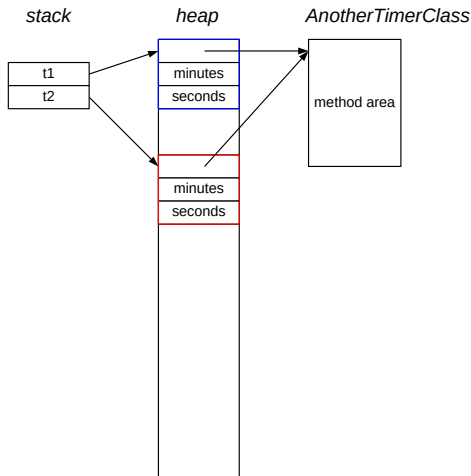 stack
heap
AnotherTimerClass
t1
t2
minutes
seconds
method area
minutes
seconds